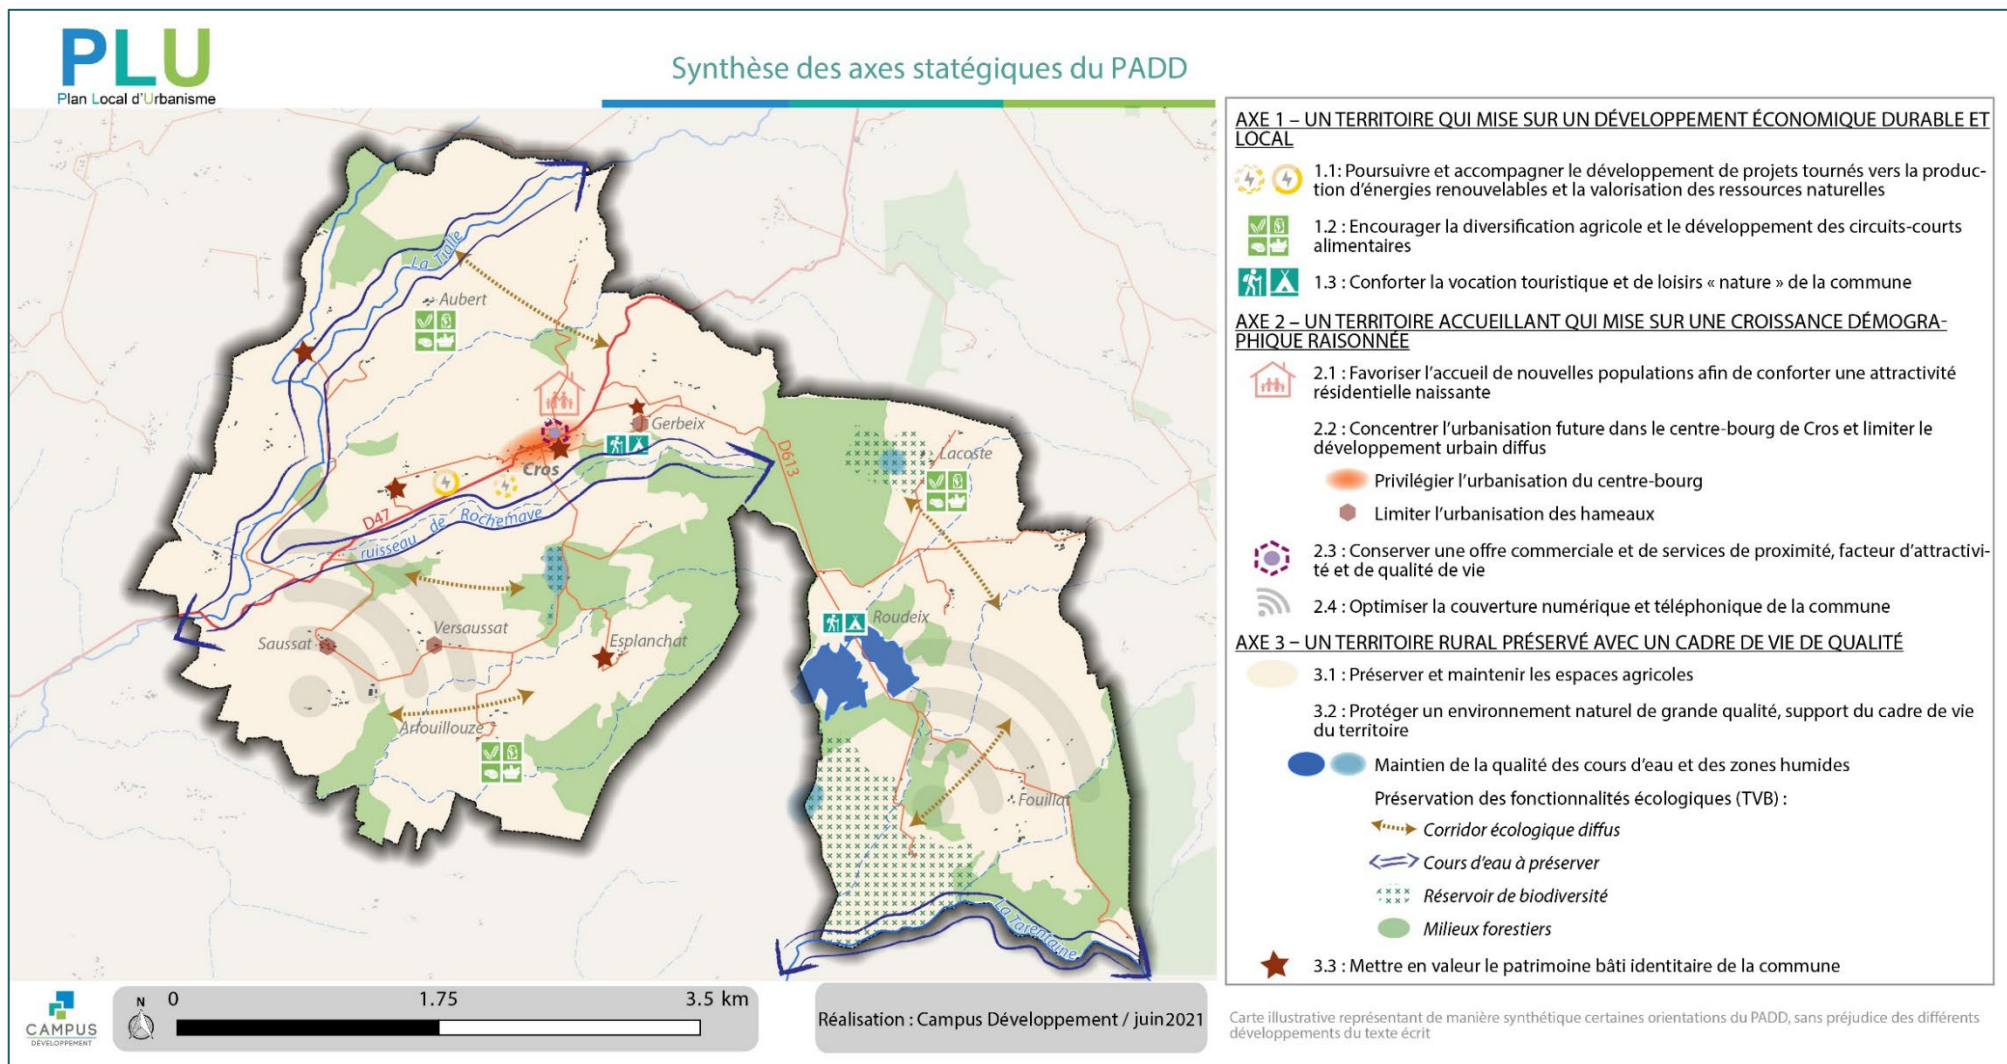 PLU
Plan Local d'Urbanisme
Synthèse des axes statégiques du PADD
La Tialle
Aubert
Gerbeix
Cros
D47
ruisseau de Rochemave
D613
Lacoste
Saussat
Versaussat
Esplanchat
Roudeix
Arfouillouze
Fouillat
La Tarentaine
AXE 1 – UN TERRITOIRE QUI MISE SUR UN DÉVELOPPEMENT ÉCONOMIQUE DURABLE ET
LOCAL
1.1: Poursuivre et accompagner le développement de projets tournés vers la produc-
tion d'énergies renouvelables et la valorisation des ressources naturelles
1.2 : Encourager la diversification agricole et le développement des circuits-courts
alimentaires
1.3 : Conforter la vocation touristique et de loisirs « nature » de la commune
AXE 2 – UN TERRITOIRE ACCUEILLANT QUI MISE SUR UNE CROISSANCE DÉMOGRA-
PHIQUE RAISONNÉE
2.1 : Favoriser l'accueil de nouvelles populations afin de conforter une attractivité
résidentielle naissante
2.2 : Concentrer l'urbanisation future dans le centre-bourg de Cros et limiter le
développement urbain diffus
Privilégier l'urbanisation du centre-bourg
Limiter l'urbanisation des hameaux
2.3 : Conserver une offre commerciale et de services de proximité, facteur d'attractivi-
té et de qualité de vie
2.4 : Optimiser la couverture numérique et téléphonique de la commune
AXE 3 – UN TERRITOIRE RURAL PRÉSERVÉ AVEC UN CADRE DE VIE DE QUALITÉ
3.1 : Préserver et maintenir les espaces agricoles
3.2 : Protéger un environnement naturel de grande qualité, support du cadre de vie
du territoire
Maintien de la qualité des cours d'eau et des zones humides
Préservation des fonctionnalités écologiques (TVB) :
Corridor écologique diffus
Cours d'eau à préserver
Réservoir de biodiversité
Milieux forestiers
3.3 : Mettre en valeur le patrimoine bâti identitaire de la commune
CAMPUS
DÉVELOPPEMENT
N
0 1.75 3.5 km
Réalisation : Campus Développement / juin2021
Carte illustrative représentant de manière synthétique certaines orientations du PADD, sans préjudice des différents
développements du texte écrit